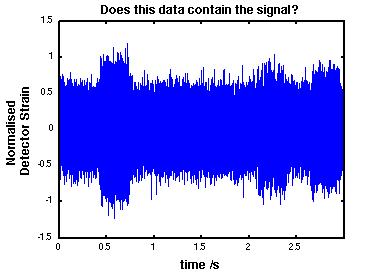 Does this data contain the signal?
1.5
1
0.5
0
-0.5
-1
-1.5
Normalised
Detector Strain
0 0.5 1 1.5 2 2.5
time /s